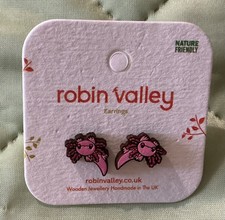 NATURE
FRIENDLY
robin valley
Earrings
robinvalley.co.uk
Wooden Jewellery Handmade in The UK